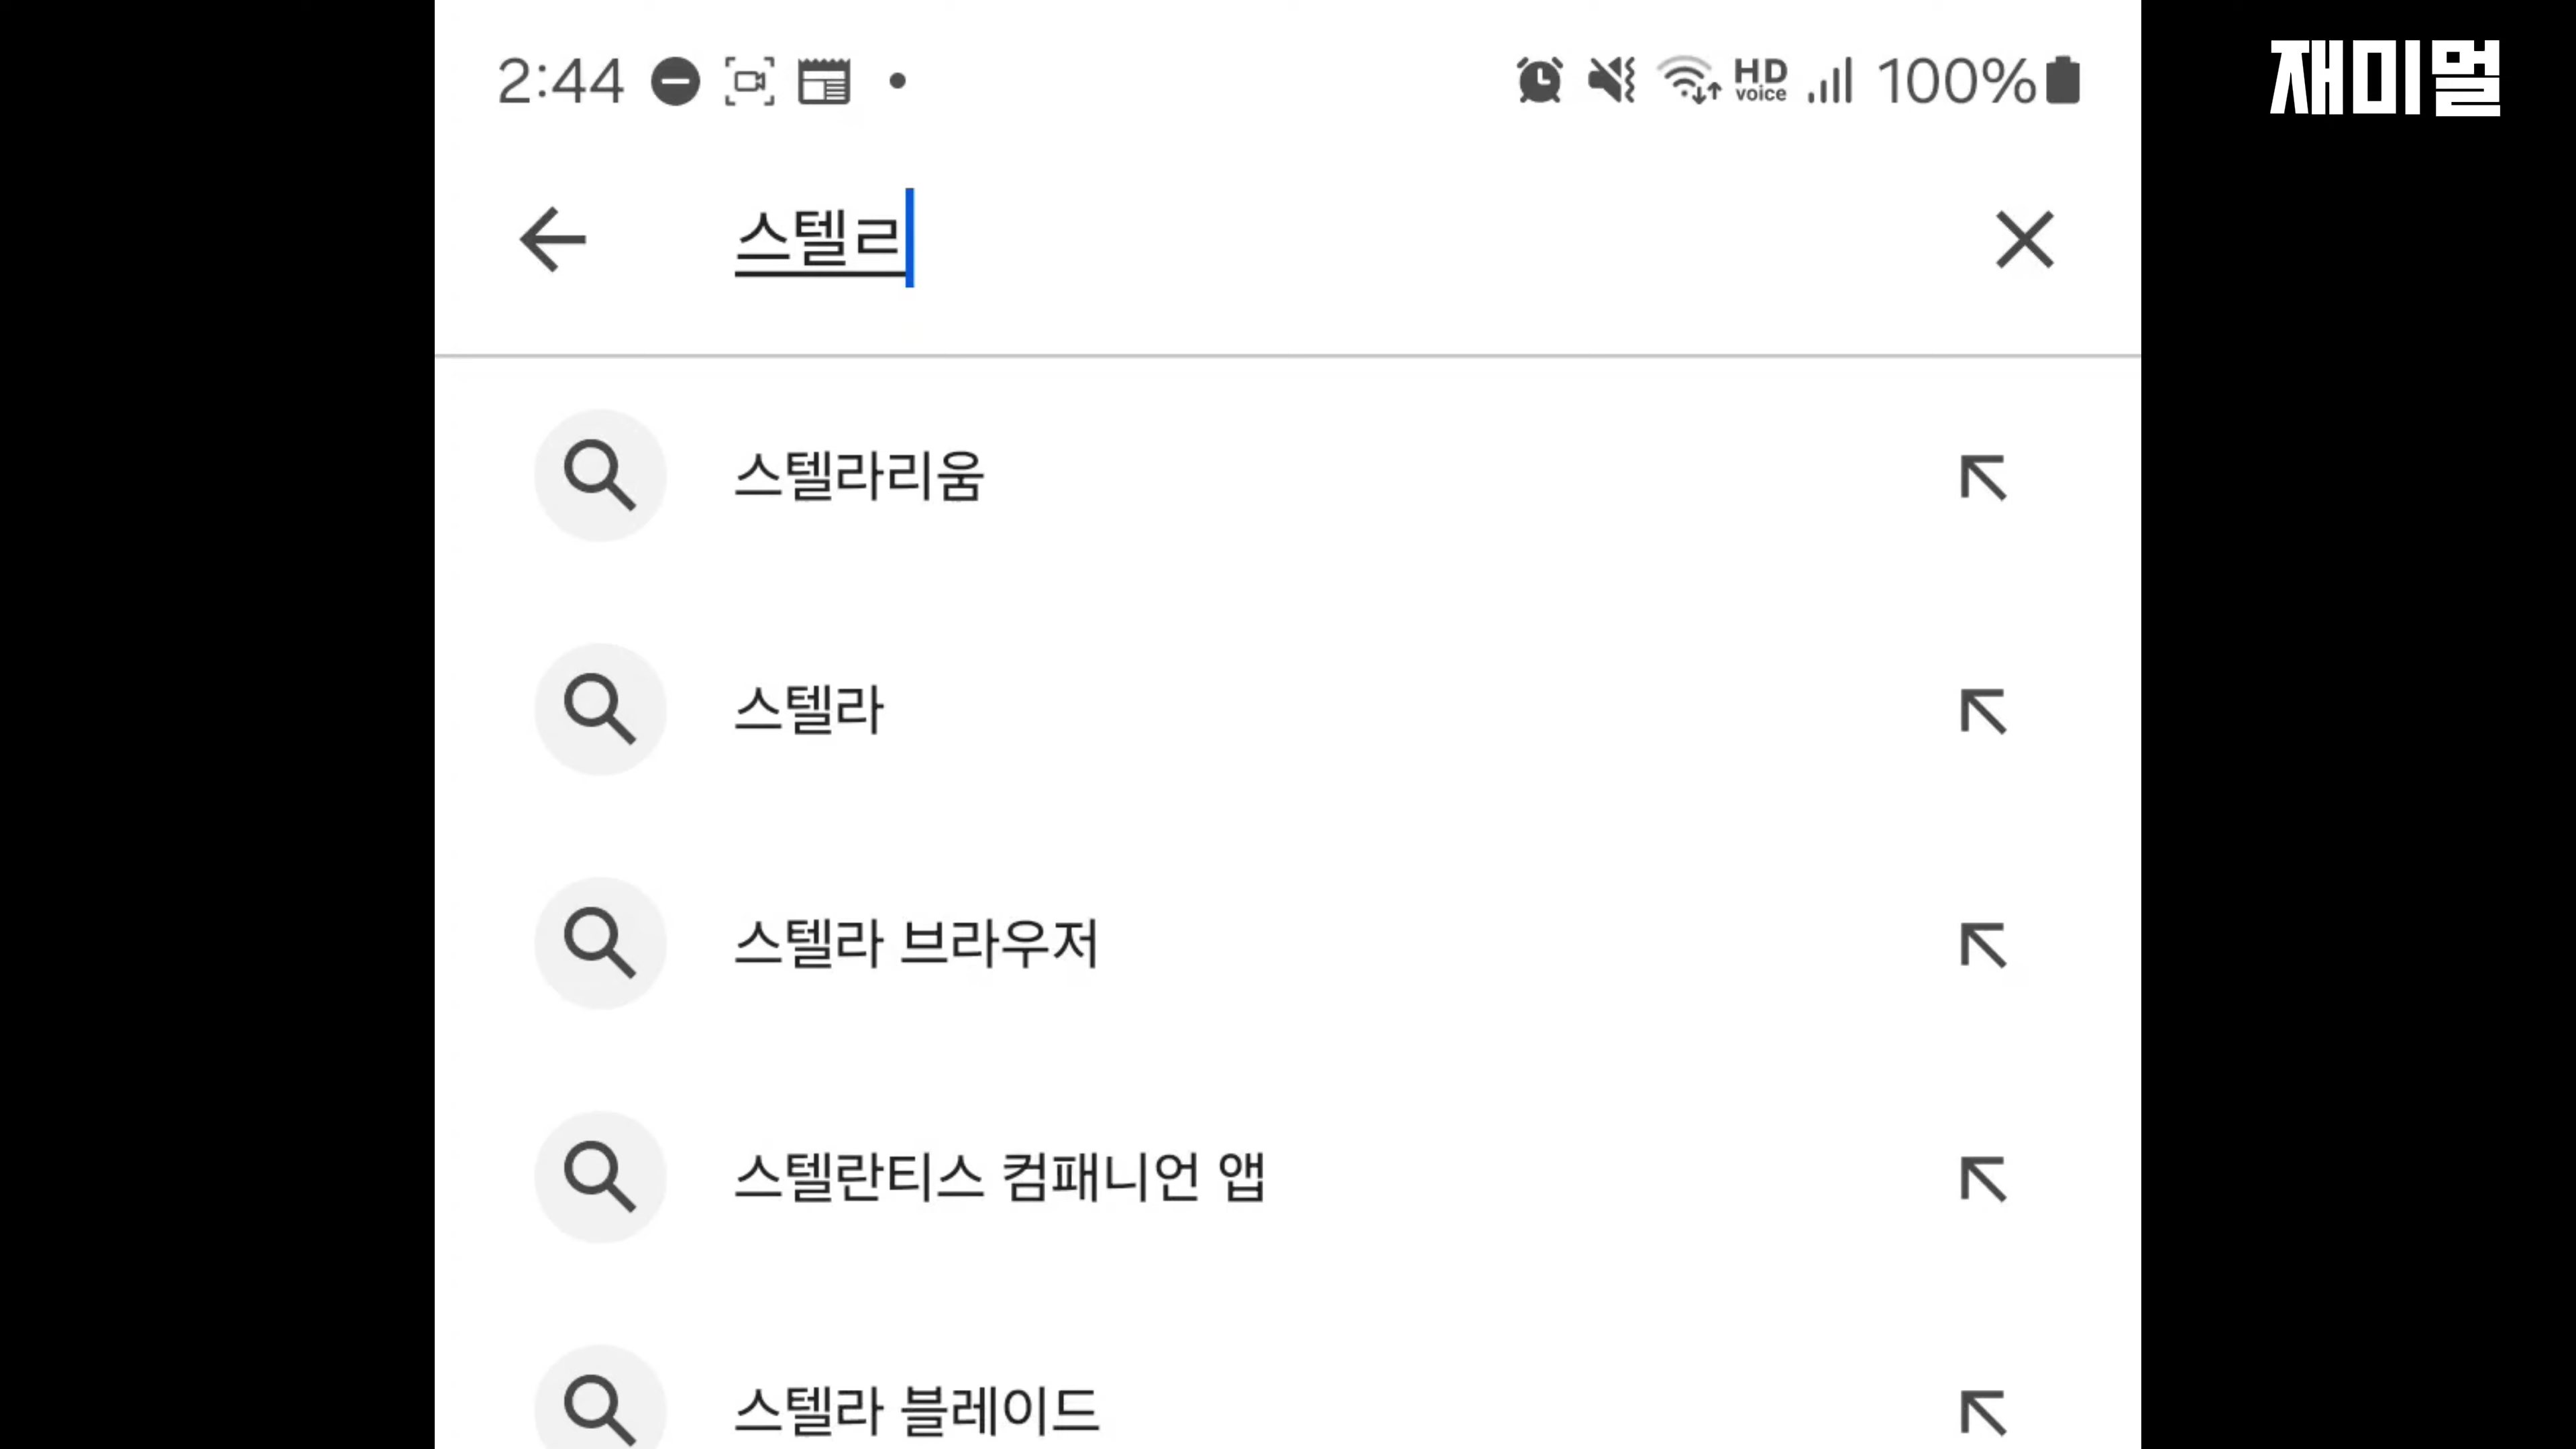 2:44 HD voice 100%
재미멀
스텔ㄹ
스텔라리움
스텔라
스텔라 브라우저
스텔란티스 컴패니언 앱
스텔라 블레이드